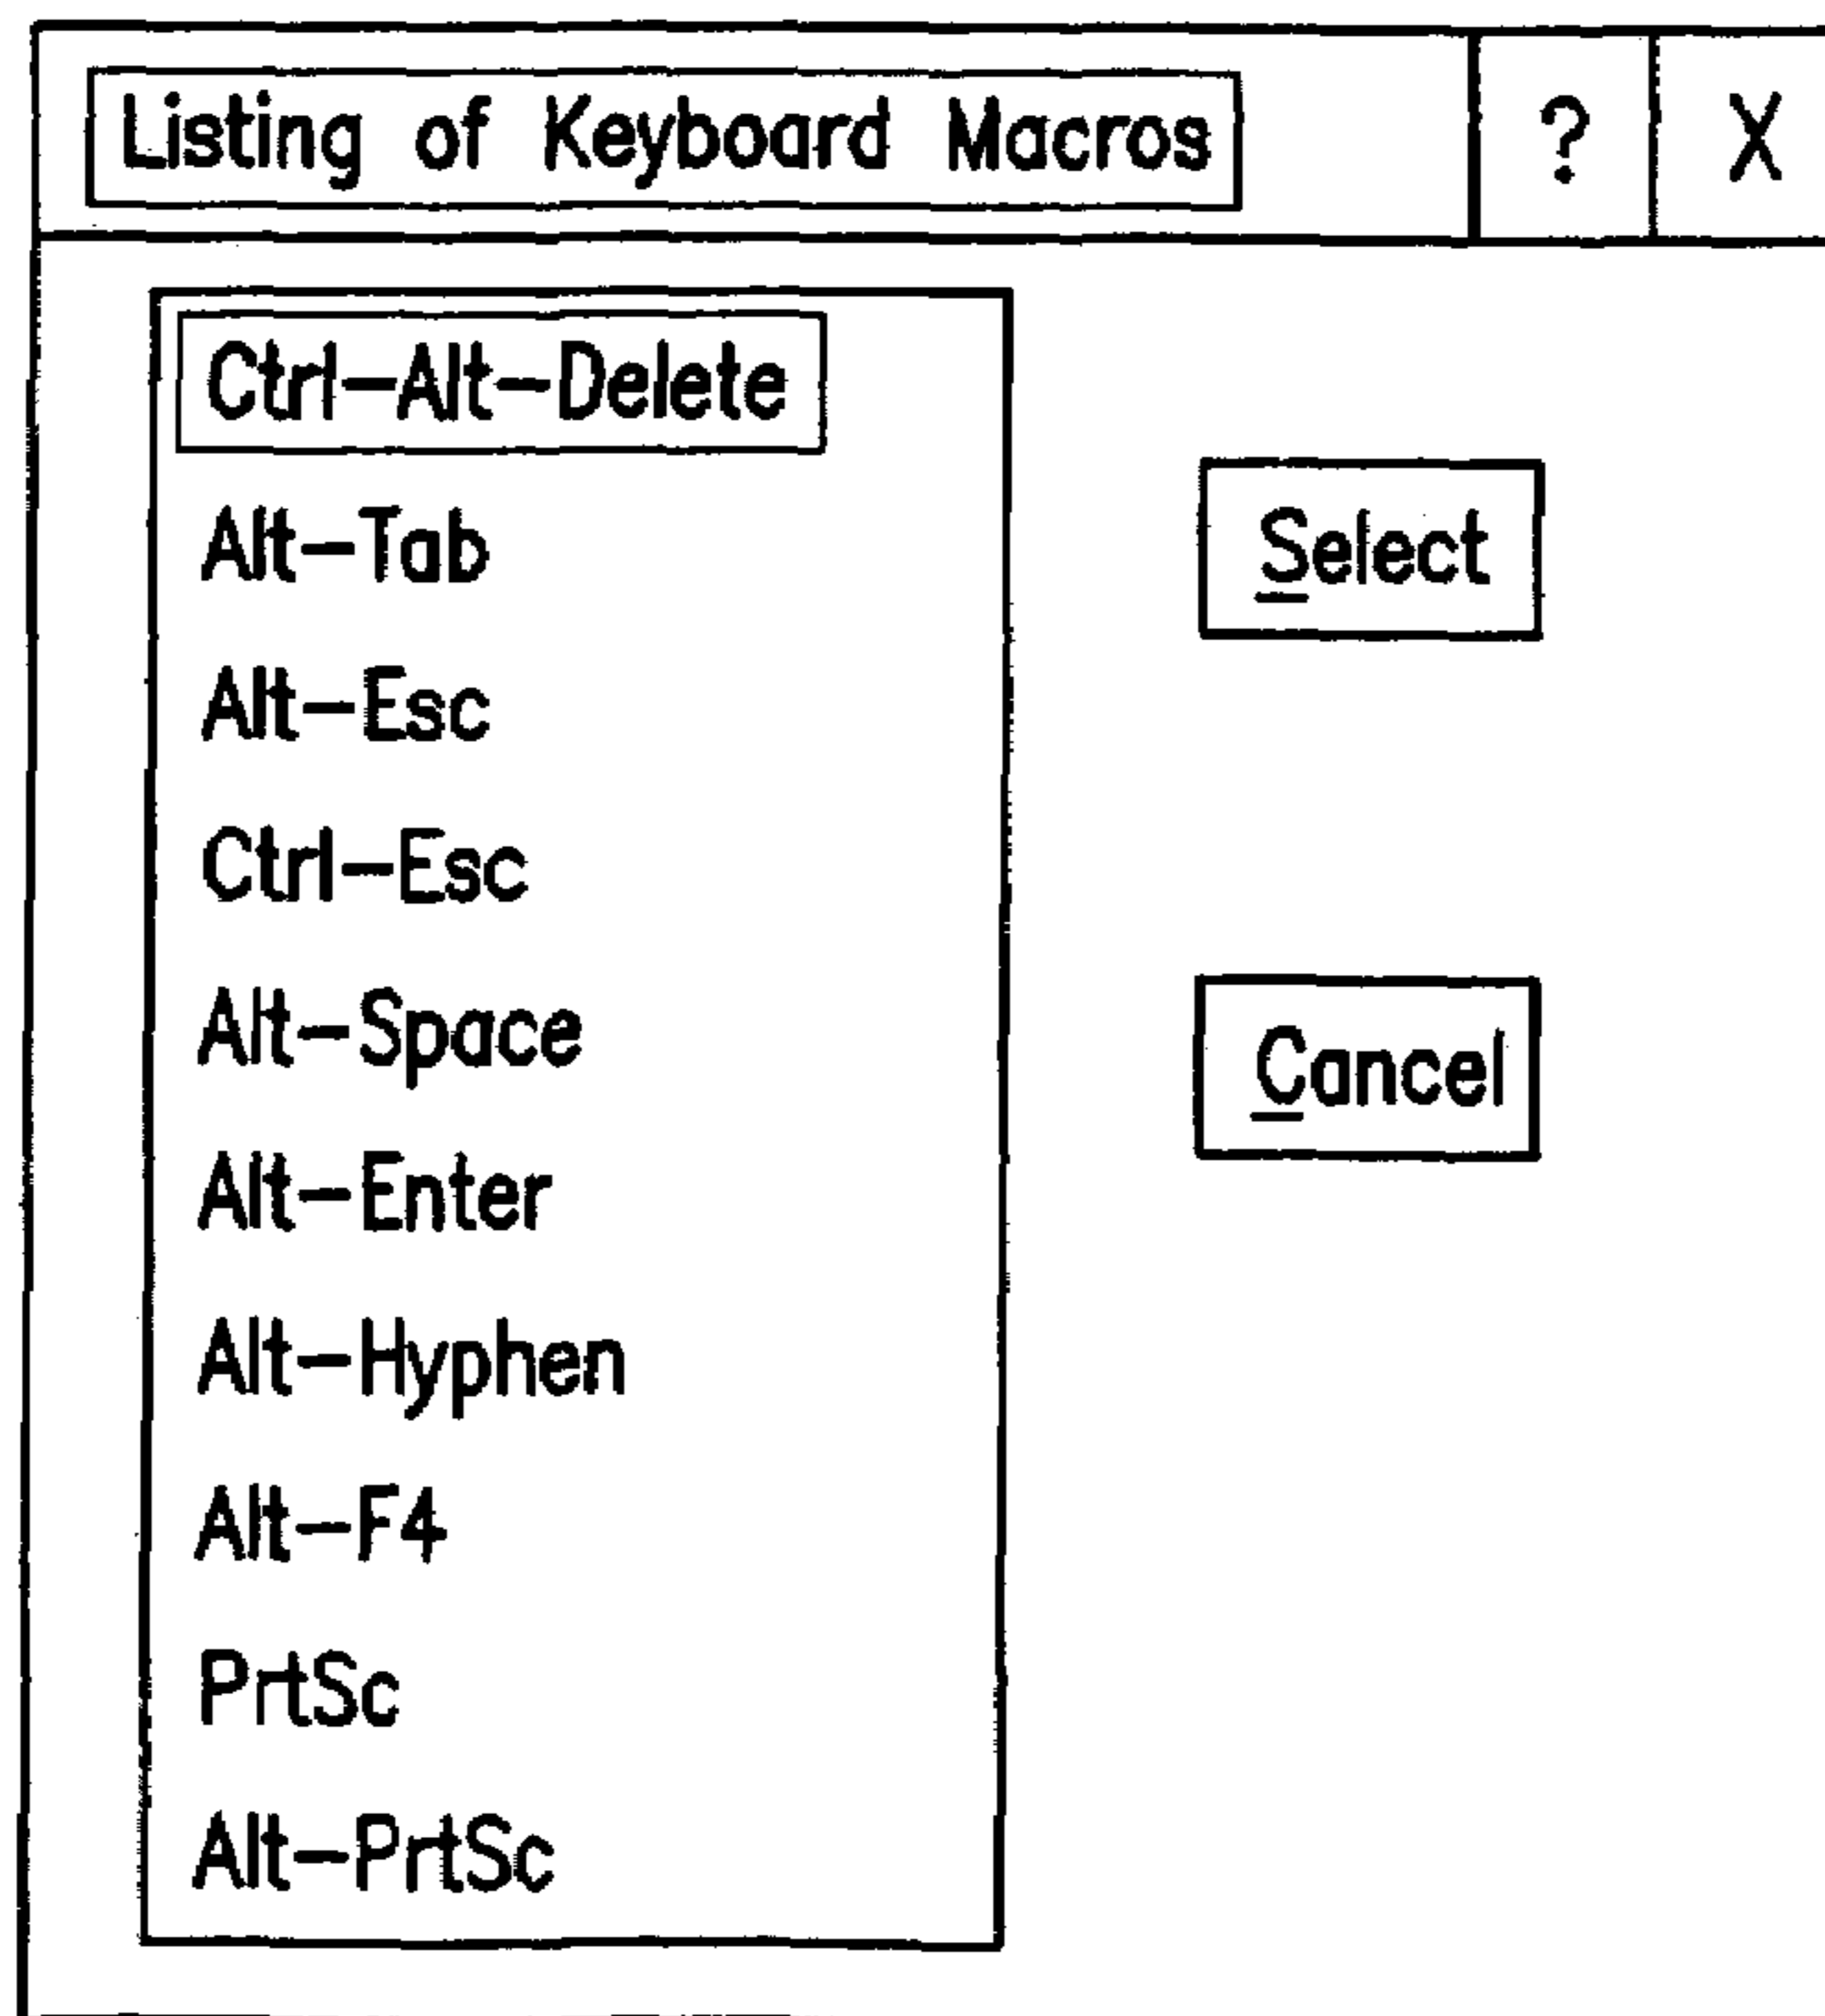 Listing of Keyboard Macros ? X
Ctrl-Alt-Delete
Alt-Tab
Select
Alt-Esc
Ctrl-Esc
Alt-Space
Cancel
Alt-Enter
Alt-Hyphen
Alt-F4
PrtSc
Alt-PrtSc